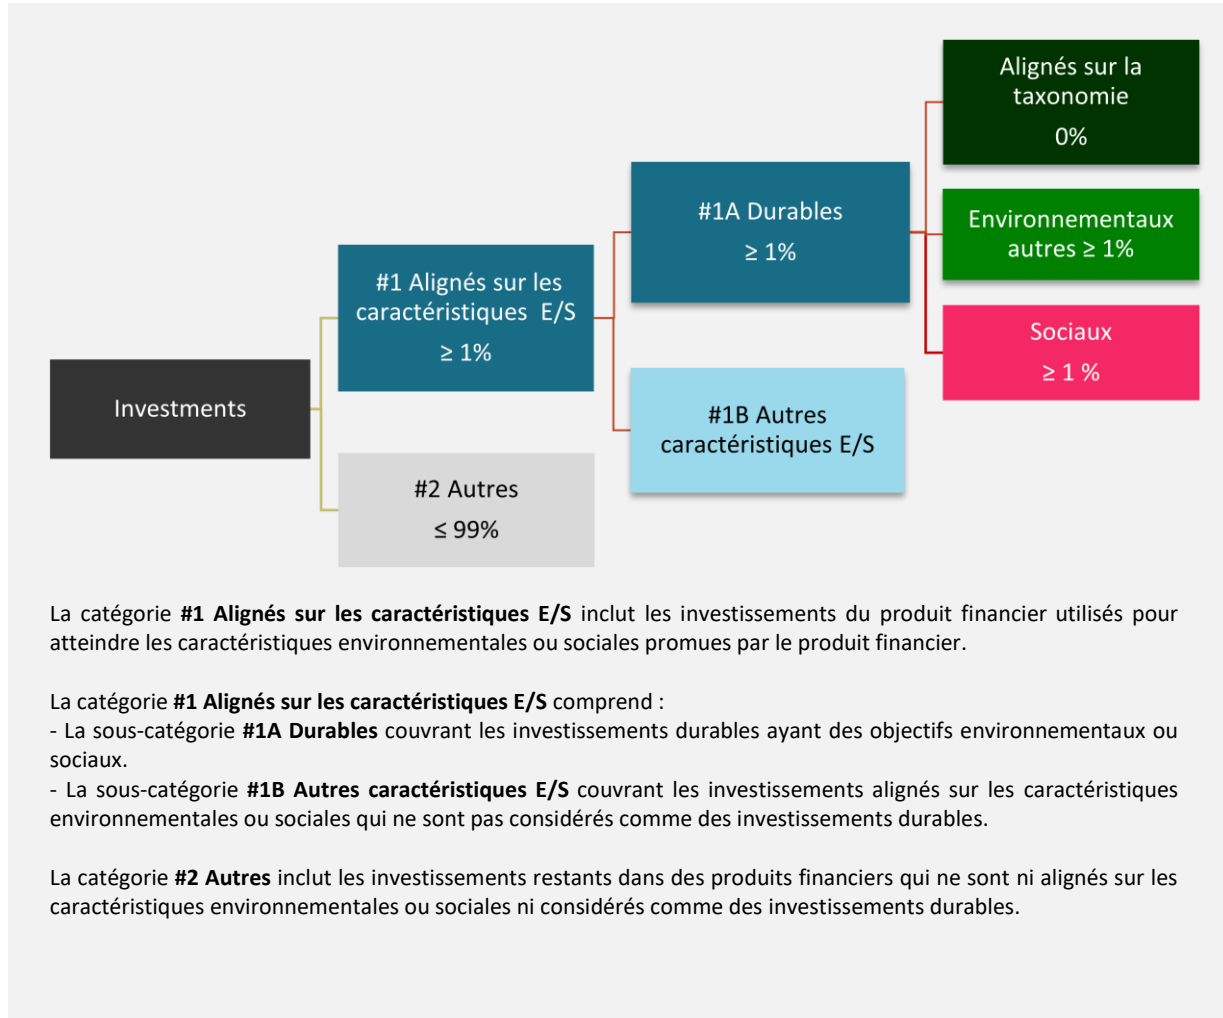 Alignés sur la
taxonomie
0%
#1A Durables
≥ 1%
Environnementaux
autres ≥ 1%
#1 Alignés sur les
caractéristiques E/S
≥ 1%
Sociaux
≥ 1 %
Investments
#1B Autres
caractéristiques E/S
#2 Autres
≤ 99%
La catégorie #1 Alignés sur les caractéristiques E/S inclut les investissements du produit financier utilisés pour
atteindre les caractéristiques environnementales ou sociales promues par le produit financier.
La catégorie #1 Alignés sur les caractéristiques E/S comprend :
- La sous-catégorie #1A Durables couvrant les investissements durables ayant des objectifs environnementaux ou
sociaux.
- La sous-catégorie #1B Autres caractéristiques E/S couvrant les investissements alignés sur les caractéristiques
environnementales ou sociales qui ne sont pas considérés comme des investissements durables.
La catégorie #2 Autres inclut les investissements restants dans des produits financiers qui ne sont ni alignés sur les
caractéristiques environnementales ou sociales ni considérés comme des investissements durables.